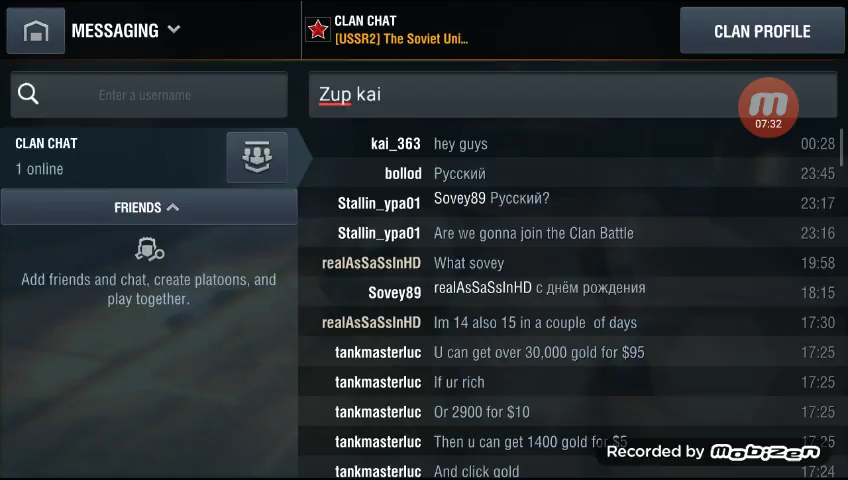 MESSAGING
CLAN CHAT
[USSR2] The Soviet Uni...
CLAN PROFILE
Enter a username
Zup kai
07:32
CLAN CHAT
1 online
FRIENDS
Add friends and chat, create platoons, and
play together.
kai_363 hey guys 00:28
bollod Русский 23:45
Stallin_ypa01 Sovey89 Русский? 23:17
Stallin_ypa01 Are we gonna join the Clan Battle 23:16
realAsSaSsInHD What sovey 19:58
Sovey89 realAsSaSsInHD с днём рождения 18:15
realAsSaSsInHD Im 14 also 15 in a couple of days 17:30
tankmasterluc U can get over 30,000 gold for $95 17:25
tankmasterluc If ur rich 17:25
tankmasterluc Or 2900 for $10 17:25
tankmasterluc Then u can get 1400 gold for $5 17:25
Recorded by MOBIZEN
tankmasterluc And click gold 17:24